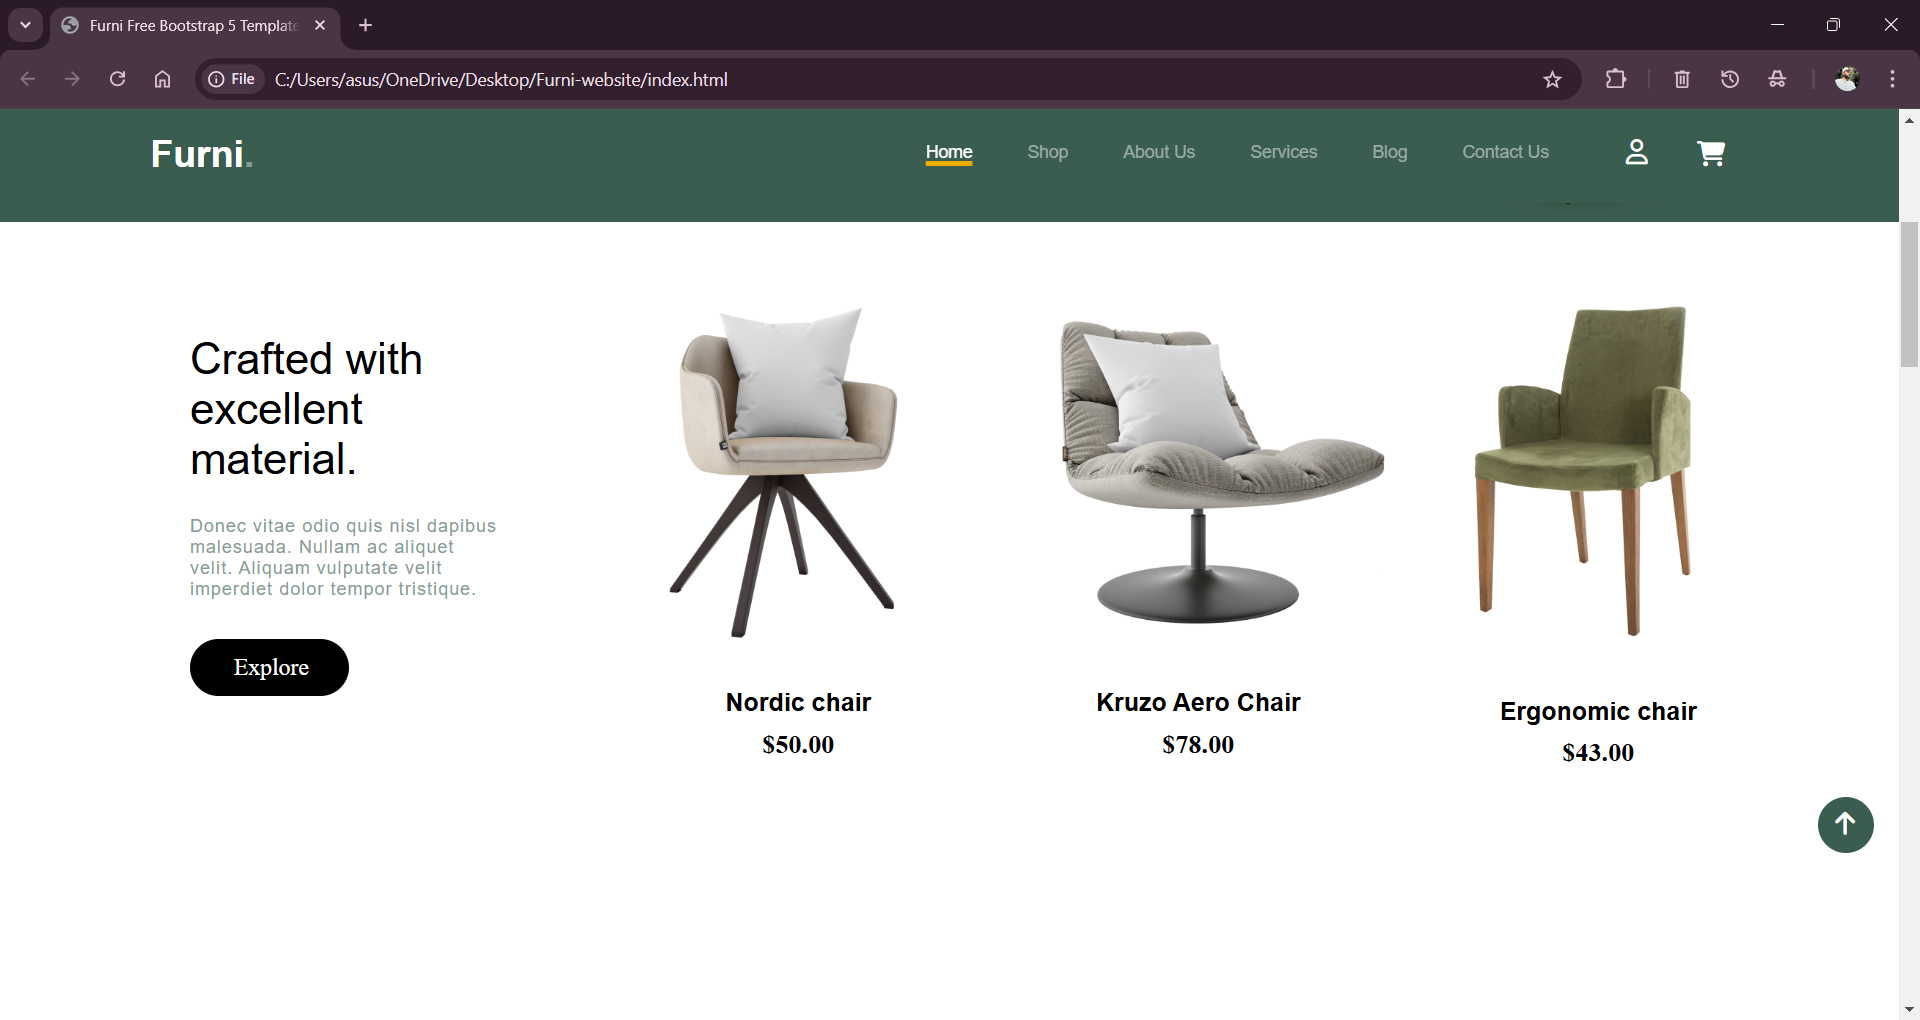 Furni Free Bootstrap 5 Template
File
C:/Users/asus/OneDrive/Desktop/Furni-website/index.html
Furni.
Home
Shop
About Us
Services
Blog
Contact Us
Crafted with
excellent
material.
Donec vitae odio quis nisl dapibus
malesuada. Nullam ac aliquet
velit. Aliquam vulputate velit
imperdiet dolor tempor tristique.
Explore
Nordic chair
$50.00
Kruzo Aero Chair
$78.00
Ergonomic chair
$43.00